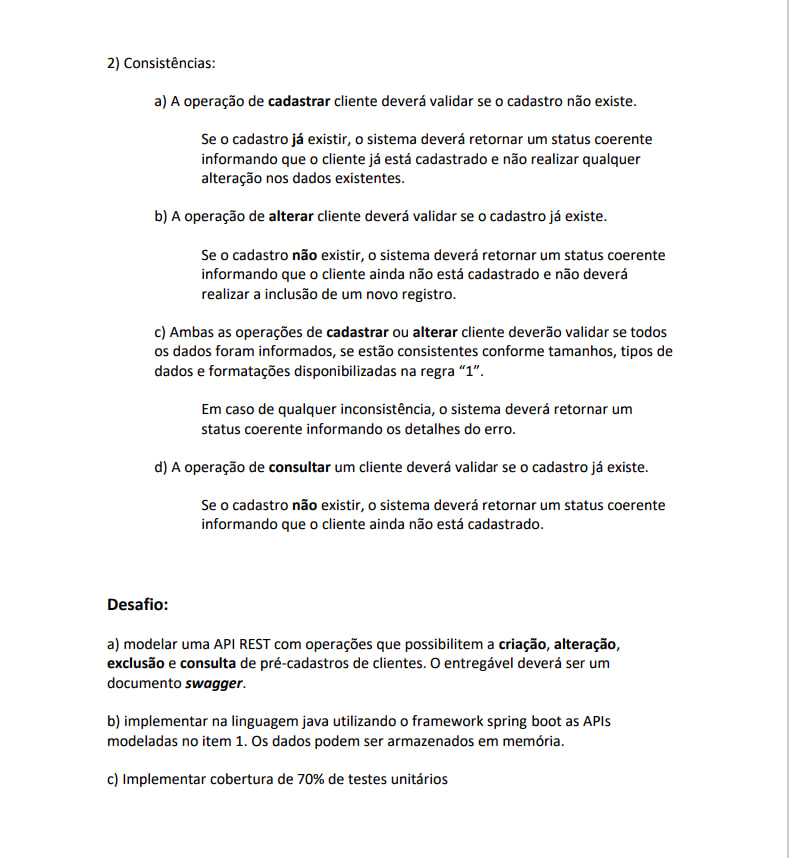 2) Consistências:
a) A operação de cadastrar cliente deverá validar se o cadastro não existe.
Se o cadastro já existir, o sistema deverá retornar um status coerente
informando que o cliente já está cadastrado e não realizar qualquer
alteração nos dados existentes.
b) A operação de alterar cliente deverá validar se o cadastro já existe.
Se o cadastro não existir, o sistema deverá retornar um status coerente
informando que o cliente ainda não está cadastrado e não deverá
realizar a inclusão de um novo registro.
c) Ambas as operações de cadastrar ou alterar cliente deverão validar se todos
os dados foram informados, se estão consistentes conforme tamanhos, tipos de
dados e formatações disponibilizadas na regra “1”.
Em caso de qualquer inconsistência, o sistema deverá retornar um
status coerente informando os detalhes do erro.
d) A operação de consultar um cliente deverá validar se o cadastro já existe.
Se o cadastro não existir, o sistema deverá retornar um status coerente
informando que o cliente ainda não está cadastrado.
Desafio:
a) modelar uma API REST com operações que possibilitem a criação, alteração,
exclusão e consulta de pré-cadastros de clientes. O entregável deverá ser um
documento swagger.
b) implementar na linguagem java utilizando o framework spring boot as APIs
modeladas no item 1. Os dados podem ser armazenados em memória.
c) Implementar cobertura de 70% de testes unitários